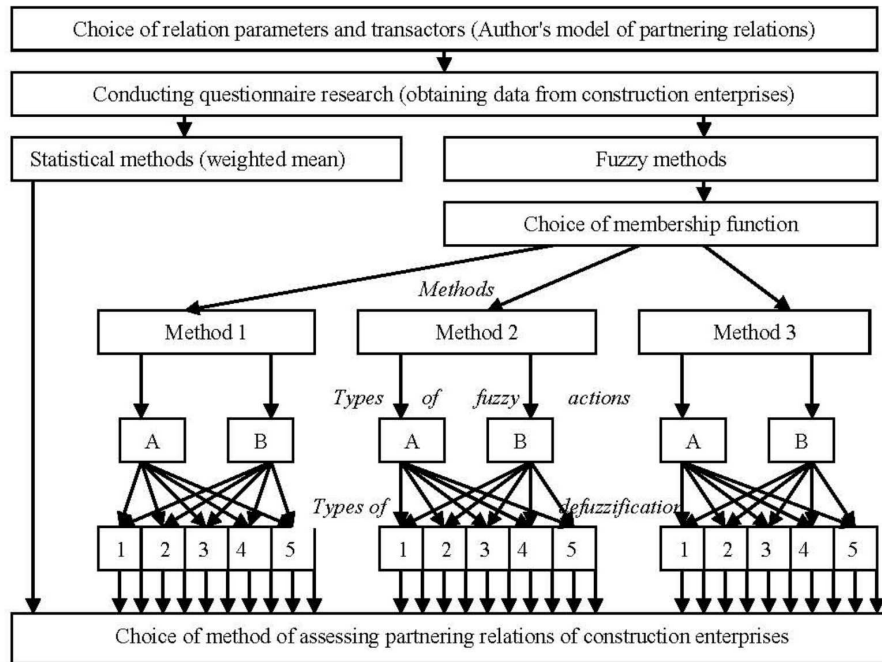 Choice of relation parameters and transactors (Author's model of partnering relations)
Conducting questionnaire research (obtaining data from construction enterprises)
Statistical methods (weighted mean)
Fuzzy methods
Choice of membership function
Methods
Method 1
Method 2
Method 3
Types of fuzzy actions
A B A B A B
Types of defuzzification
1 2 3 4 5 1 2 3 4 5 1 2 3 4 5
Choice of method of assessing partnering relations of construction enterprises